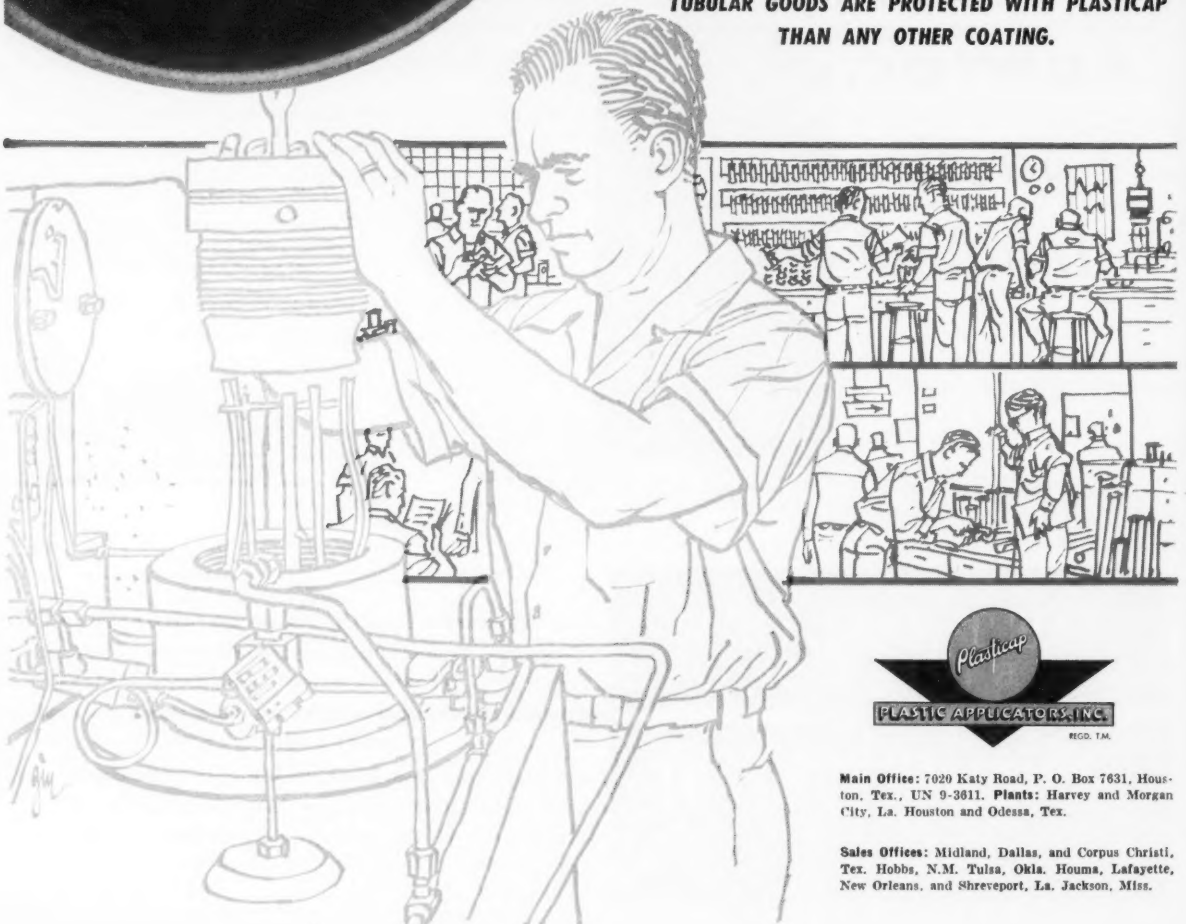 TUBULAR GOODS ARE PROTECTED WITH PLASTICAP
THAN ANY OTHER COATING.
Plasticap
PLASTIC APPLICATORS, INC.
REGD. T.M.
Main Office: 7020 Katy Road, P. O. Box 7631, Hous-
ton, Tex., UN 9-3611. Plants: Harvey and Morgan
City, La. Houston and Odessa, Tex.
Sales Offices: Midland, Dallas, and Corpus Christi,
Tex. Hobbs, N.M. Tulsa, Okla. Houma, Lafayette,
New Orleans, and Shreveport, La. Jackson, Miss.